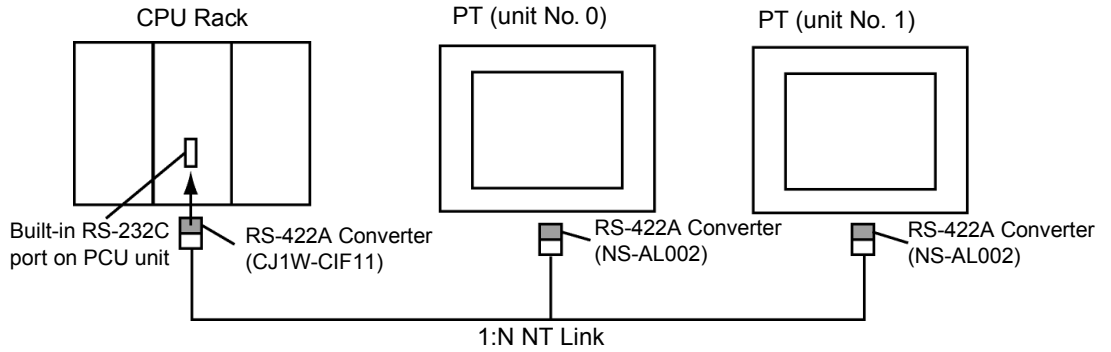 CPU Rack
PT (unit No. 0)
PT (unit No. 1)
Built-in RS-232C
port on PCU unit
RS-422A Converter
(CJ1W-CIF11)
RS-422A Converter
(NS-AL002)
RS-422A Converter
(NS-AL002)
1:N NT Link